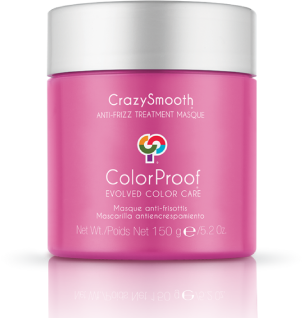 CrazySmooth
ANTI-FRIZZ TREATMENT MASQUE
ColorProof
EVOLVED COLOR CARE
Masque anti-frisottis
Mascarilla antiencrespamiento
Net Wt./Poids Net 150 g ℮/5.2 Oz.